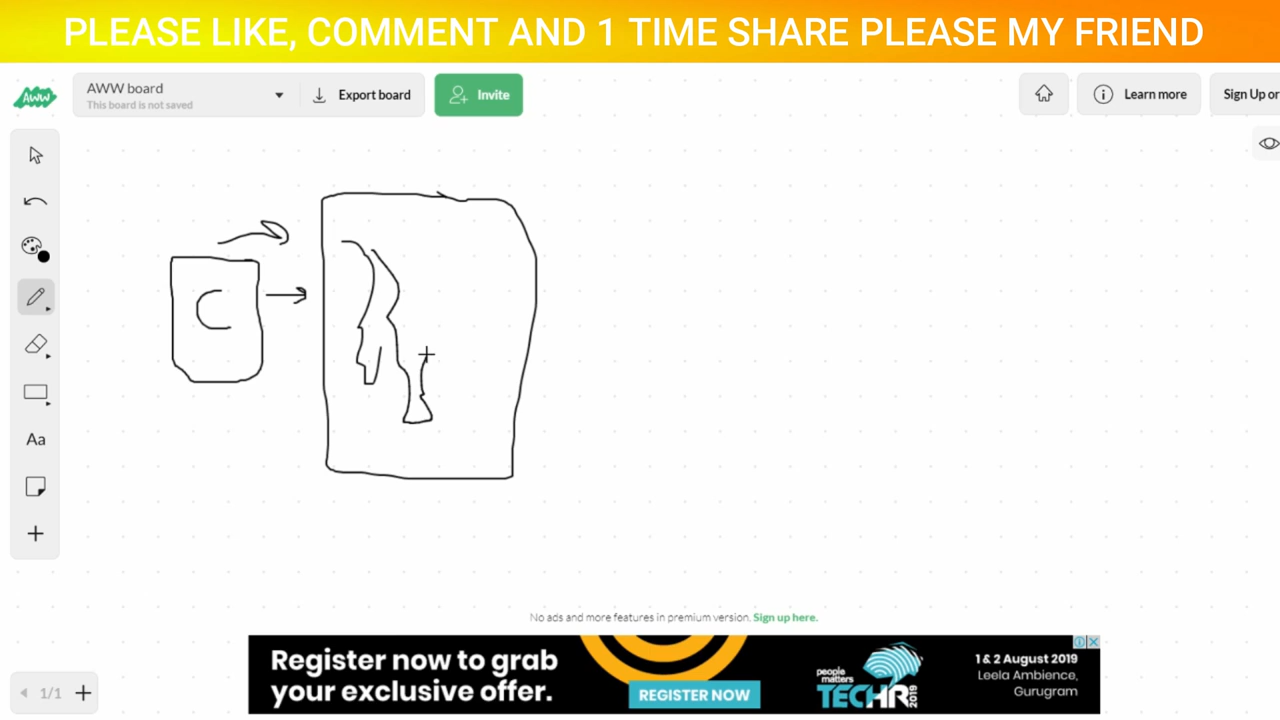 PLEASE LIKE, COMMENT AND 1 TIME SHARE PLEASE MY FRIEND
AWW
AWW board
This board is not saved
Export board
Invite
Learn more
Sign Up or
C
Aa
No ads and more features in premium version. Sign up here.
Register now to grab
your exclusive offer.
REGISTER NOW
people
matters
TECHR
2019
1 & 2 August 2019
Leela Ambience,
Gurugram
1/1